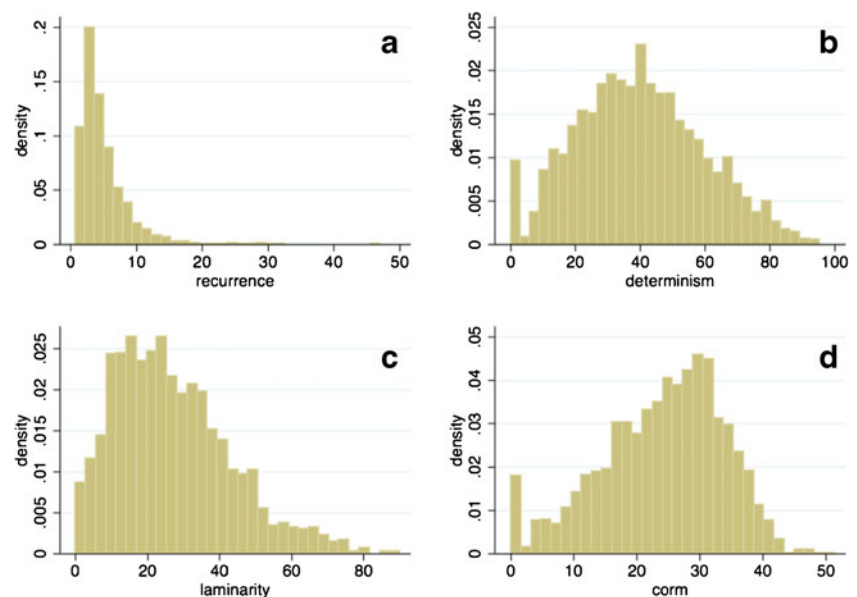 a
density
0 .05 .1 .15 .2
0 10 20 30 40 50
recurrence
b
density
0 .005 .01 .015 .02 .025
0 20 40 60 80 100
determinism
c
density
0 .005 .01 .015 .02 .025
0 20 40 60 80
laminarity
d
density
0 .01 .02 .03 .04 .05
0 10 20 30 40 50
corm